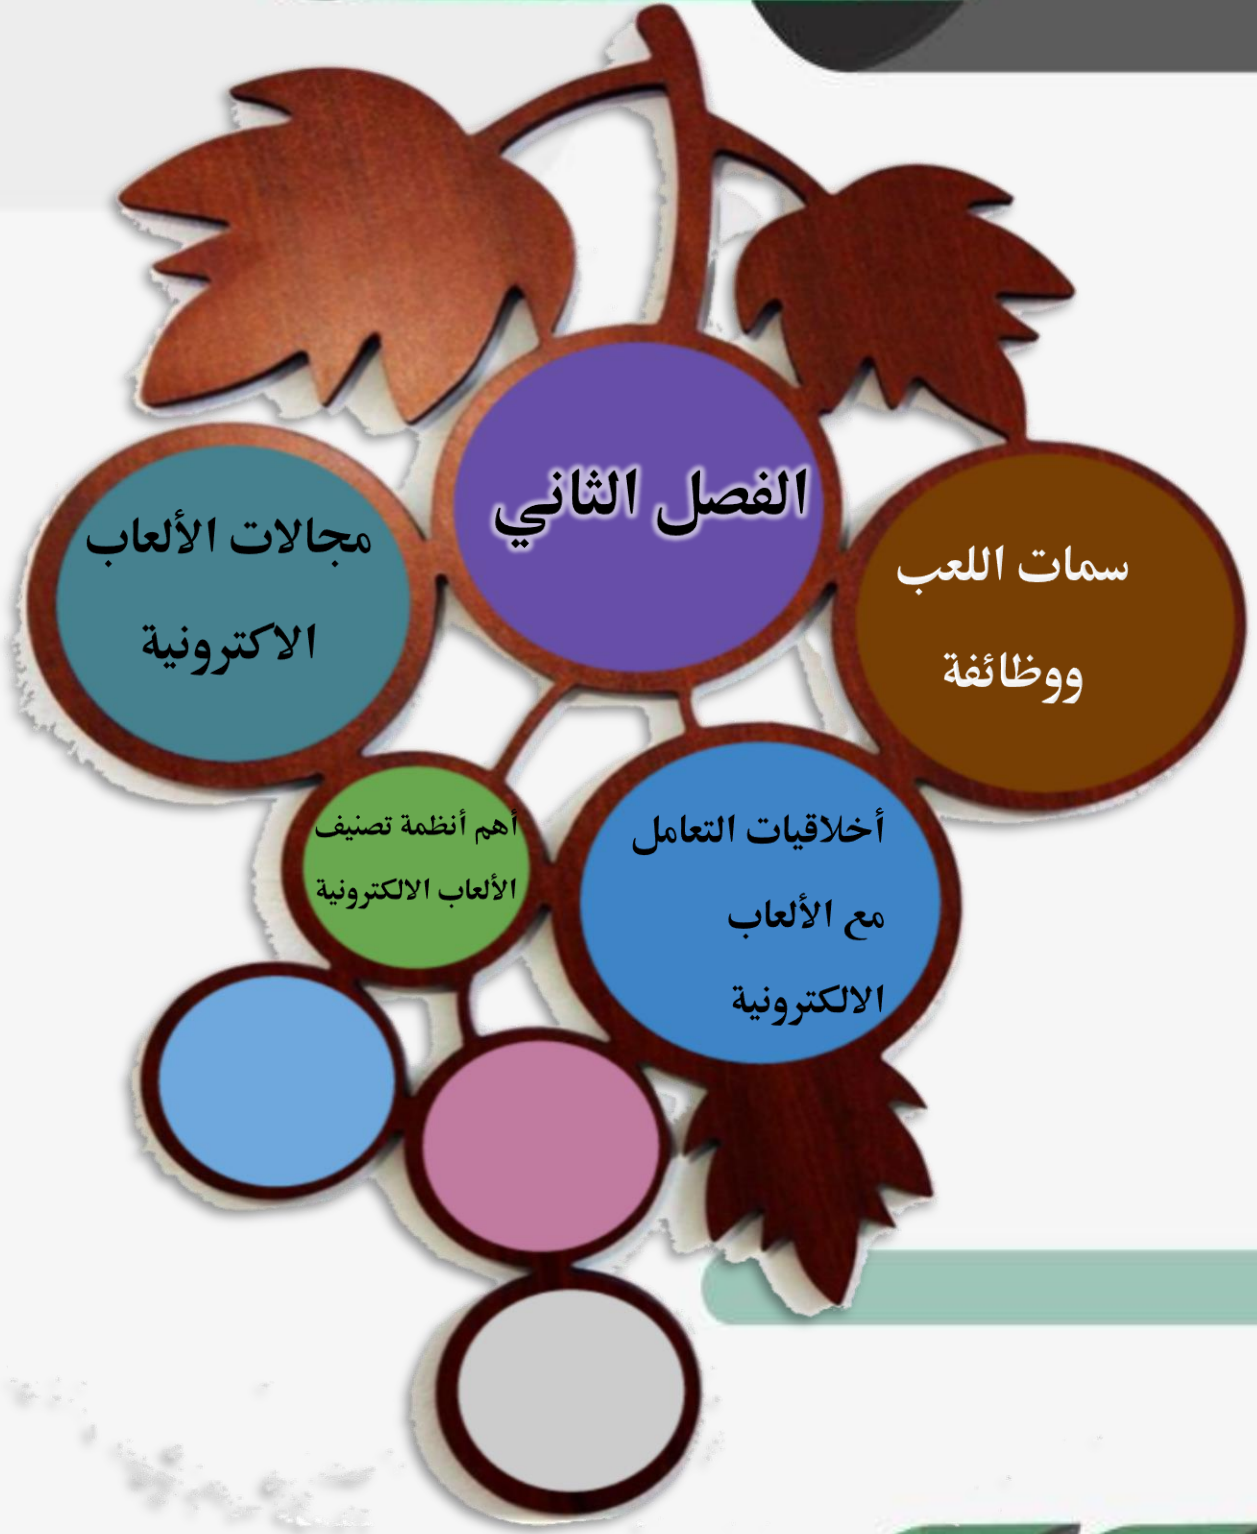 الفصل الثاني
سمات اللعب
ووظائفة
مجالات الألعاب
الاكترونية
أخلاقيات التعامل
مع الألعاب
الالكترونية
أهم أنظمة تصنيف
الألعاب الالكترونية